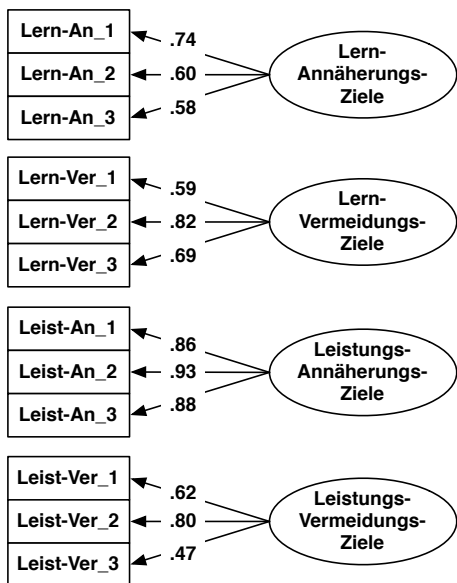 Lern-An_1
.74
Lern-
Annäherungs-
Ziele
Lern-An_2
.60
Lern-An_3
.58
Lern-Ver_1
.59
Lern-
Vermeidungs-
Ziele
Lern-Ver_2
.82
Lern-Ver_3
.69
Leist-An_1
.86
Leistungs-
Annäherungs-
Ziele
Leist-An_2
.93
Leist-An_3
.88
Leist-Ver_1
.62
Leistungs-
Vermeidungs-
Ziele
Leist-Ver_2
.80
Leist-Ver_3
.47